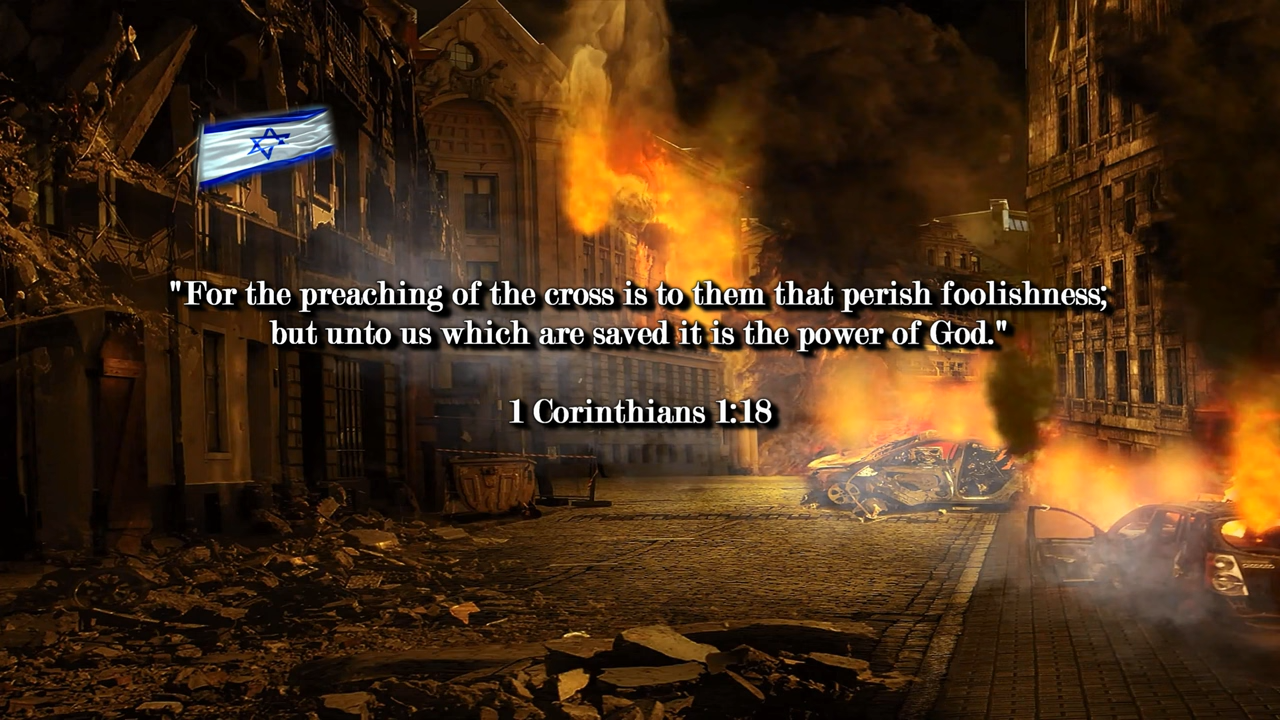 "For the preaching of the cross is to them that perish foolishness;
but unto us which are saved it is the power of God."
1 Corinthians 1:18